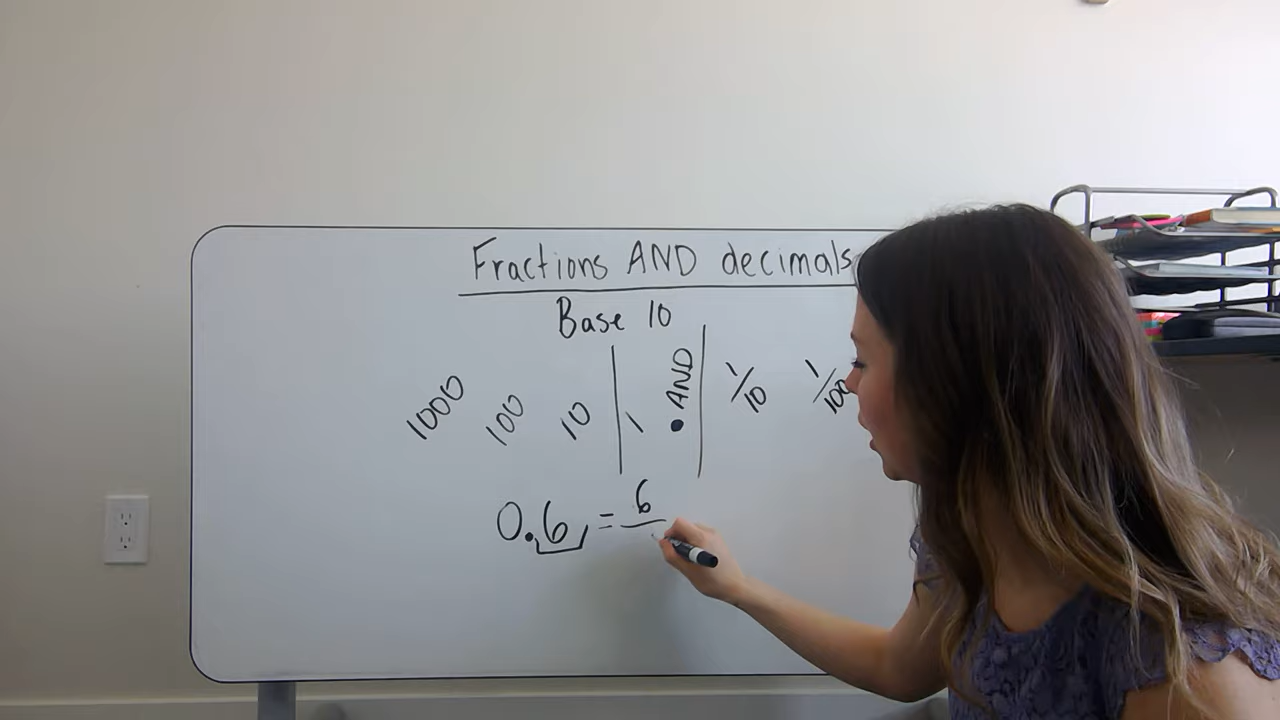 Fractions AND decimals
Base 10
1000 100 10 1 . AND 1/10 1/100
0.6 = 6/